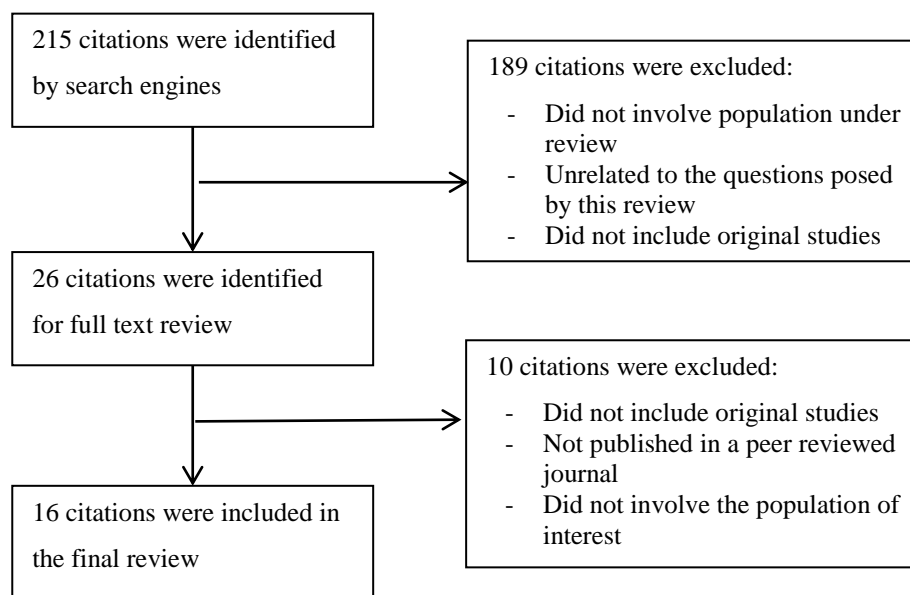 215 citations were identified
by search engines
189 citations were excluded:
- Did not involve population under
review
- Unrelated to the questions posed
by this review
- Did not include original studies
26 citations were identified
for full text review
10 citations were excluded:
- Did not include original studies
- Not published in a peer reviewed
journal
- Did not involve the population of
interest
16 citations were included in
the final review